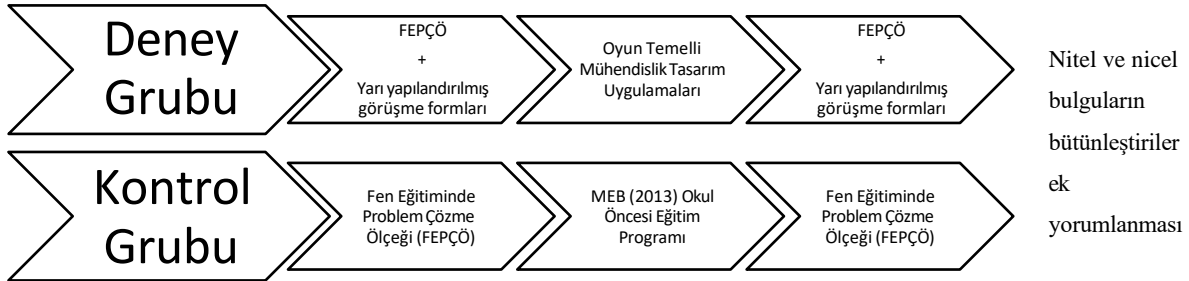 Deney
Grubu
FEPÇÖ
+
Yarı yapılandırılmış
görüşme formları
Oyun Temelli
Mühendislik Tasarım
Uygulamaları
FEPÇÖ
+
Yarı yapılandırılmış
görüşme formları
Kontrol
Grubu
Fen Eğitiminde
Problem Çözme
Ölçeği (FEPÇÖ)
MEB (2013) Okul
Öncesi Eğitim
Programı
Fen Eğitiminde
Problem Çözme
Ölçeği (FEPÇÖ)
Nitel ve nicel
bulguların
bütünleştiriler
ek
yorumlanması